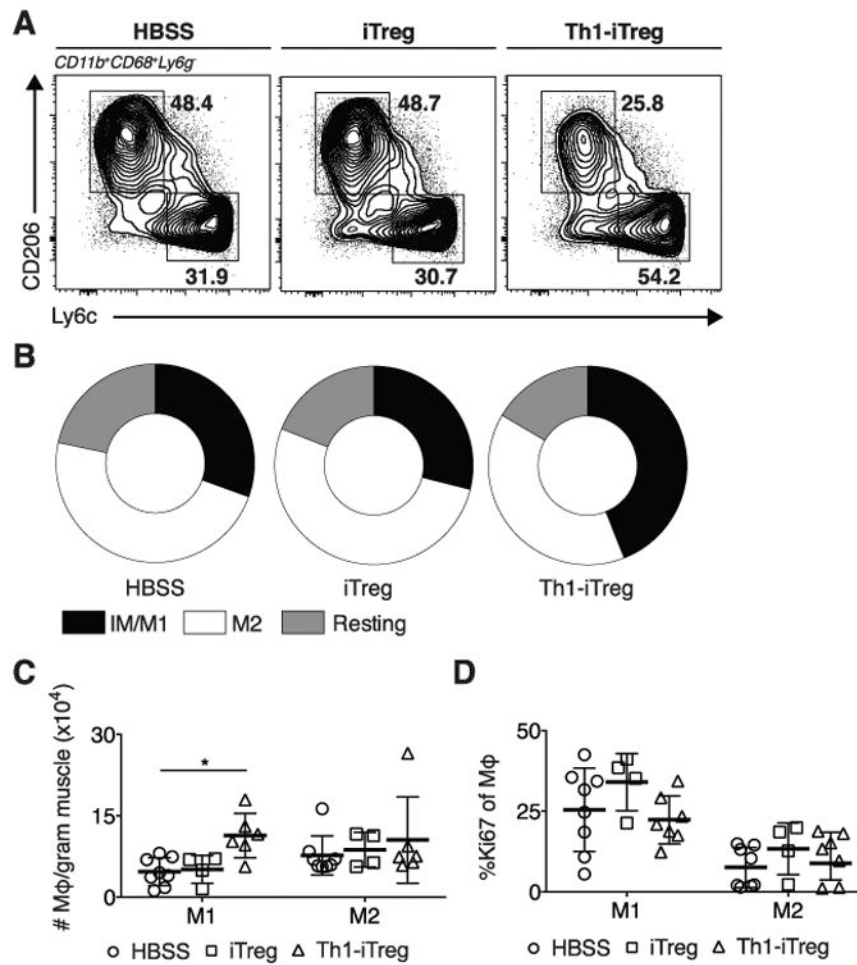 A
HBSS iTreg Th1-iTreg
CD11b⁺CD68⁺Ly6g⁻
48.4 48.7 25.8
31.9 30.7 54.2
CD206
Ly6c
B
HBSS iTreg Th1-iTreg
IM/M1 M2 Resting
C
# Mφ/gram muscle (x10⁴)
30
15
0
*
M1 M2
HBSS iTreg Th1-iTreg
D
%Ki67 of Mφ
50
25
0
M1 M2
HBSS iTreg Th1-iTreg